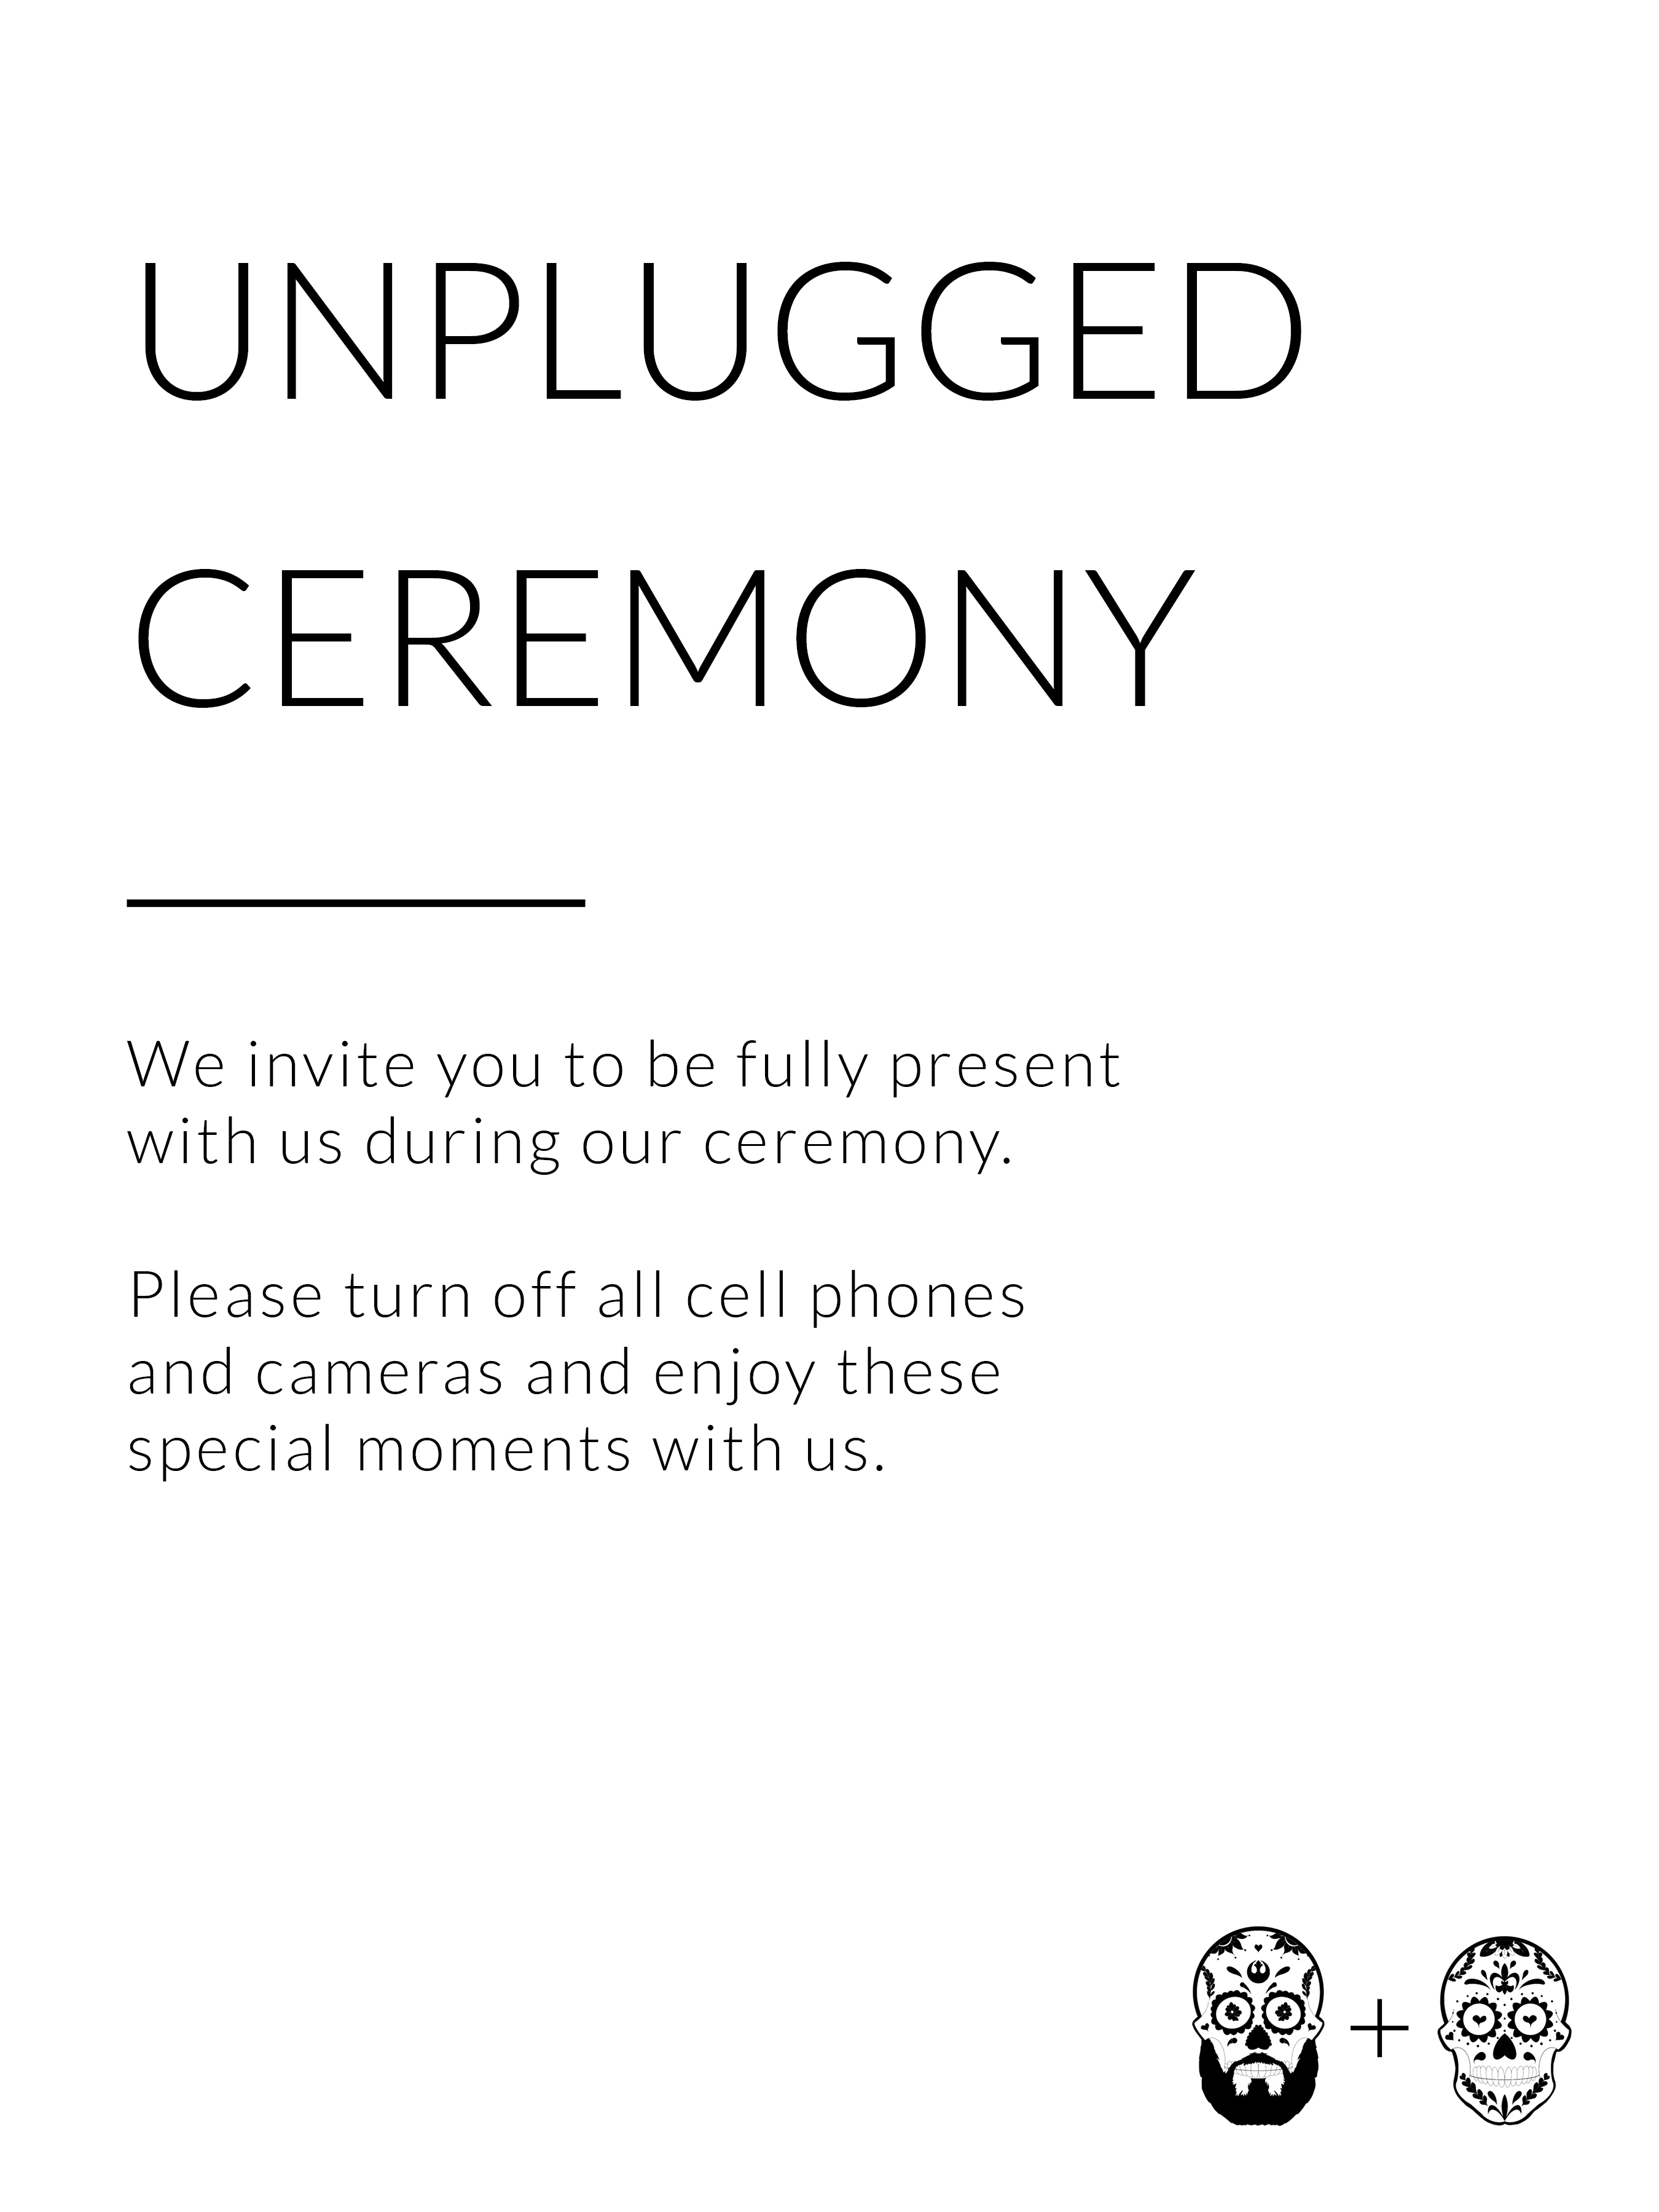 UNPLUGGED
CEREMONY
We invite you to be fully present
with us during our ceremony.
Please turn off all cell phones
and cameras and enjoy these
special moments with us.
+